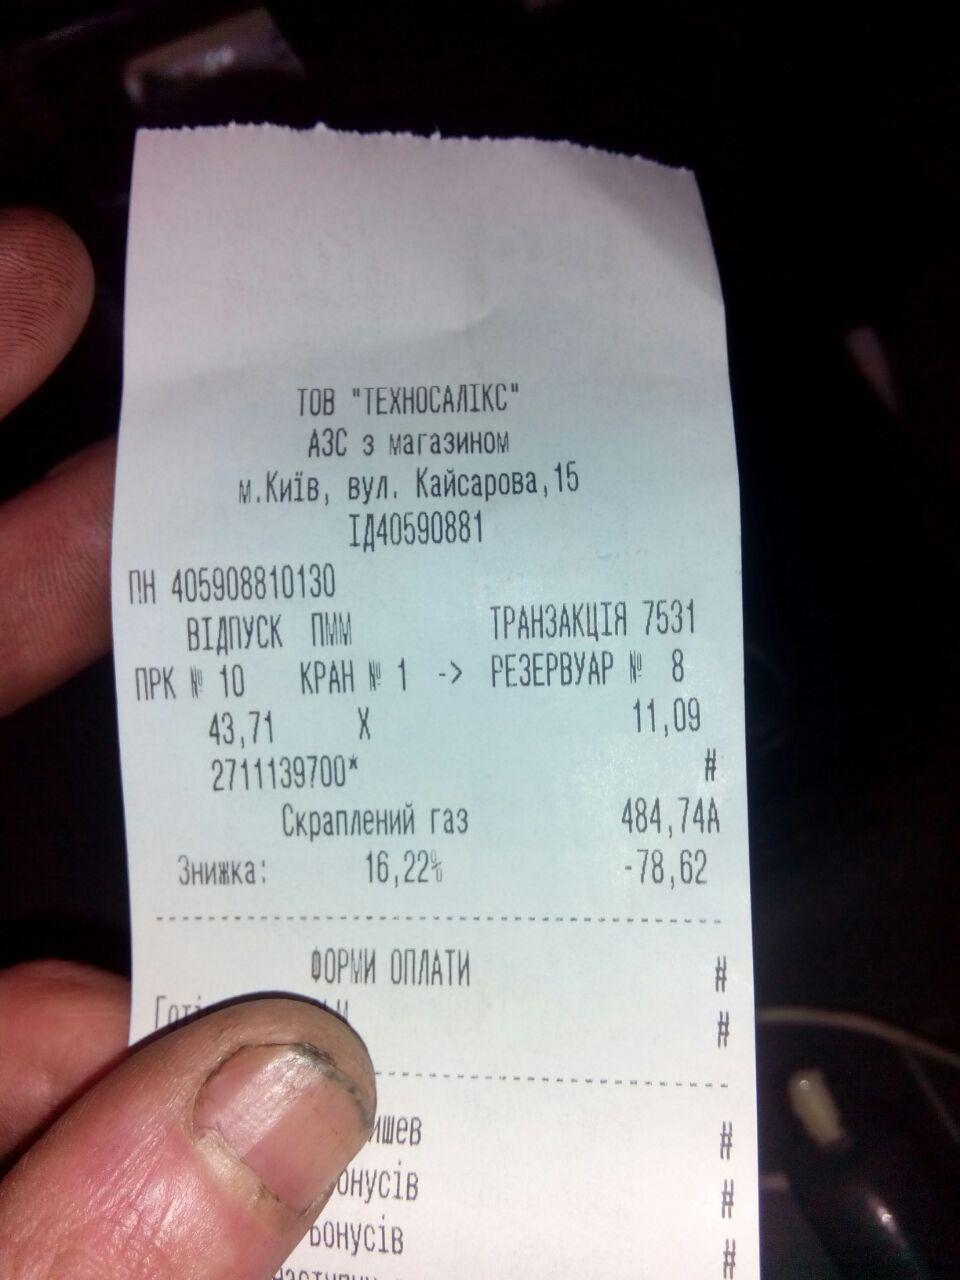 ТОВ "ТЕХНОСАЛІКС"
АЗС з магазином
м.Київ, вул. Кайсарова,15
ІД40590881
ПН 405908810130
ВІДПУСК ПММ ТРАНЗАКЦІЯ 7531
ПРК № 10 КРАН № 1 -> РЕЗЕРВУАР № 8
43,71 X 11,09
2711139700* #
Скраплений газ 484,74А
Знижка: 16,22% -78,62
ФОРМИ ОПЛАТИ #
#
#
#
бонусів #